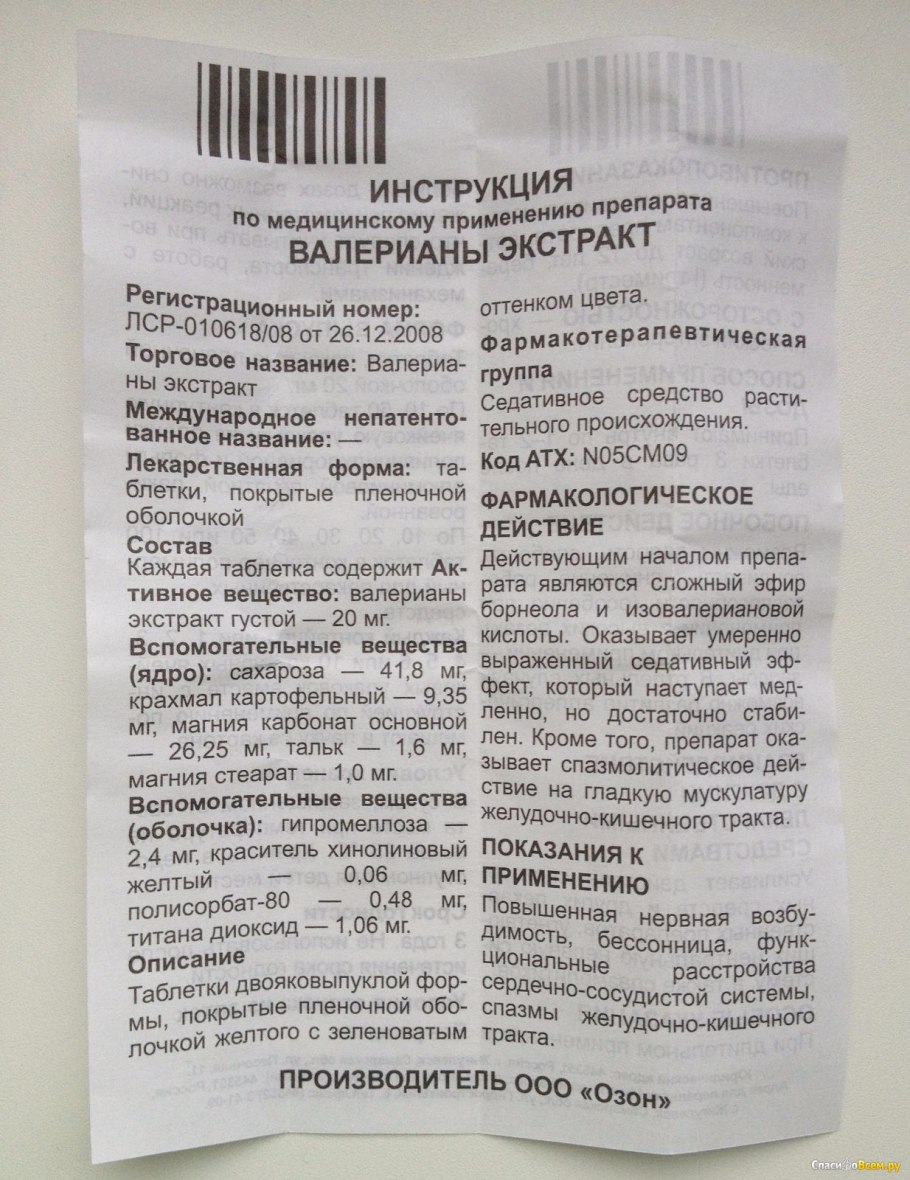 ИНСТРУКЦИЯ
по медицинскому применению препарата
ВАЛЕРИАНЫ ЭКСТРАКТ
Регистрационный номер:
ЛСР-010618/08 от 26.12.2008
Торговое название: Валериа-
ны экстракт
Международное непатенто-
ванное название: —
Лекарственная форма: та-
блетки, покрытые пленочной
оболочкой
Состав
Каждая таблетка содержит Ак-
тивное вещество: валерианы
экстракт густой — 20 мг.
Вспомогательные вещества
(ядро): сахароза — 41,8 мг,
крахмал картофельный — 9,35
мг, магния карбонат основной
— 26,25 мг, тальк — 1,6 мг,
магния стеарат — 1,0 мг.
Вспомогательные вещества
(оболочка): гипромеллоза —
2,4 мг, краситель хинолиновый
желтый — 0,06 мг,
полисорбат-80 — 0,48 мг,
титана диоксид — 1,06 мг.
Описание
Таблетки двояковыпуклой фор-
мы, покрытые пленочной обо-
лочкой желтого с зеленоватым
оттенком цвета.
Фармакотерапевтическая
группа
Седативное средство расти-
тельного происхождения.
Код АТХ: N05CM09
ФАРМАКОЛОГИЧЕСКОЕ
ДЕЙСТВИЕ
Действующим началом препа-
рата являются сложный эфир
борнеола и изовалериановой
кислоты. Оказывает умеренно
выраженный седативный эф-
фект, который наступает мед-
ленно, но достаточно стаби-
лен. Кроме того, препарат ока-
зывает спазмолитическое дей-
ствие на гладкую мускулатуру
желудочно-кишечного тракта.
ПОКАЗАНИЯ К
ПРИМЕНЕНИЮ
Повышенная нервная возбу-
димость, бессонница, функ-
циональные расстройства
сердечно-сосудистой системы,
спазмы желудочно-кишечного
тракта.
ПРОИЗВОДИТЕЛЬ ООО «Озон»
СпасиБоВсем.ру